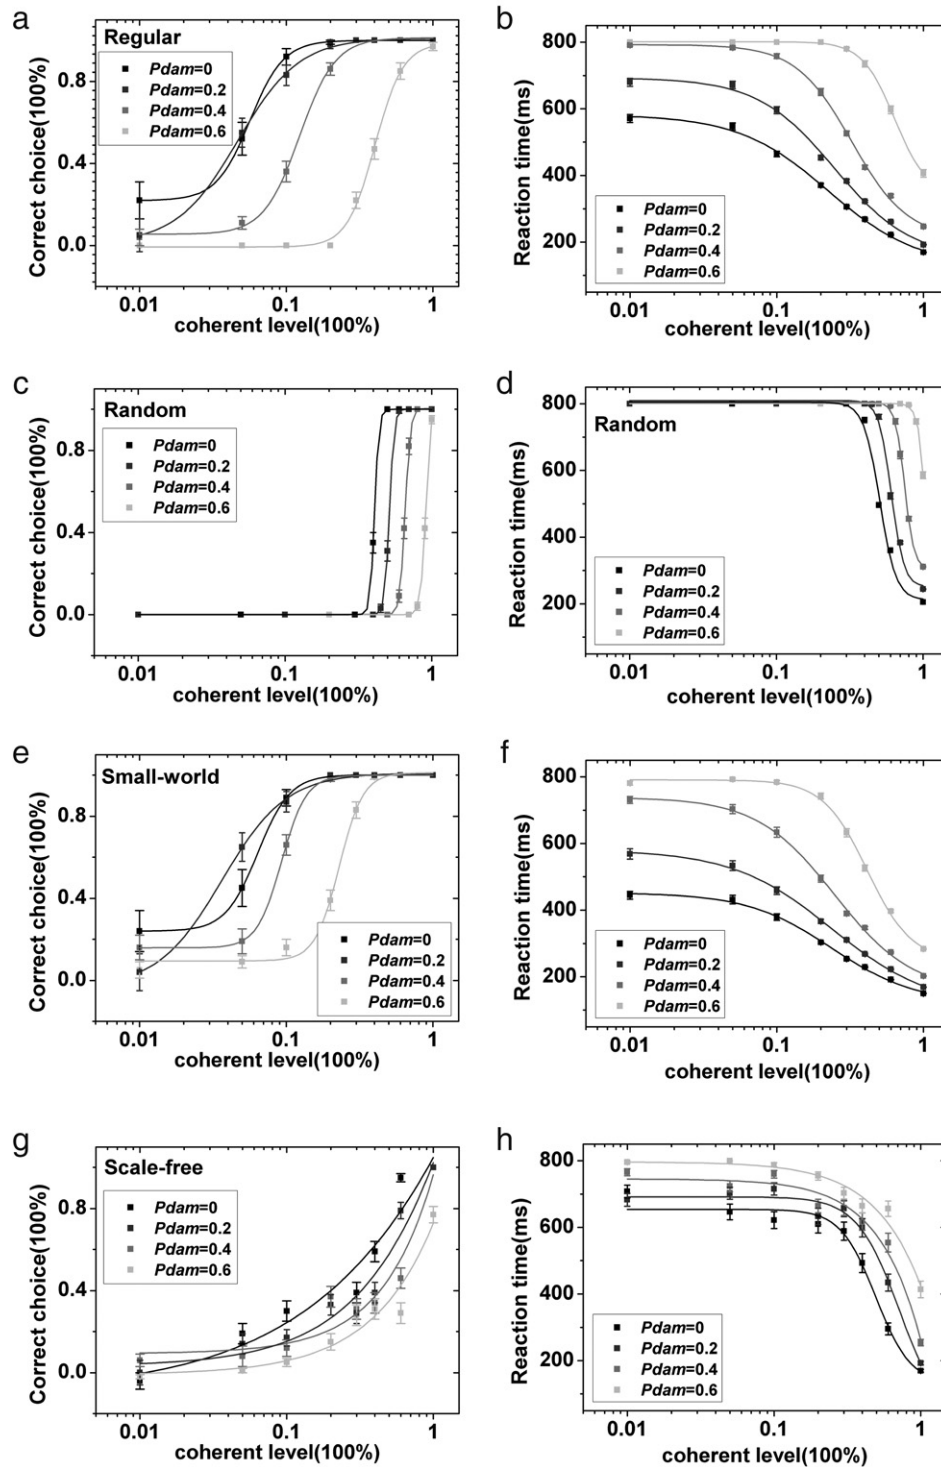 a
Regular
Pdam=0
Pdam=0.2
Pdam=0.4
Pdam=0.6
Correct choice(100%)
0.8
0.4
0.0
0.01
0.1
1
coherent level(100%)
b
Reaction time(ms)
800
600
400
200
Pdam=0
Pdam=0.2
Pdam=0.4
Pdam=0.6
0.01
0.1
1
coherent level(100%)
c
Random
Pdam=0
Pdam=0.2
Pdam=0.4
Pdam=0.6
Correct choice(100%)
0.8
0.4
0.0
0.01
0.1
1
coherent level(100%)
d
Random
Reaction time(ms)
800
600
400
200
Pdam=0
Pdam=0.2
Pdam=0.4
Pdam=0.6
0.01
0.1
1
coherent level(100%)
e
Small-world
Correct choice(100%)
0.8
0.4
0.0
Pdam=0
Pdam=0.2
Pdam=0.4
Pdam=0.6
0.01
0.1
1
coherent level(100%)
f
Reaction time(ms)
800
600
400
200
Pdam=0
Pdam=0.2
Pdam=0.4
Pdam=0.6
0.01
0.1
1
coherent level(100%)
g
Scale-free
Pdam=0
Pdam=0.2
Pdam=0.4
Pdam=0.6
Correct choice(100%)
0.8
0.4
0.0
0.01
0.1
1
coherent level(100%)
h
Reaction time(ms)
800
600
400
200
Pdam=0
Pdam=0.2
Pdam=0.4
Pdam=0.6
0.01
0.1
1
coherent level(100%)